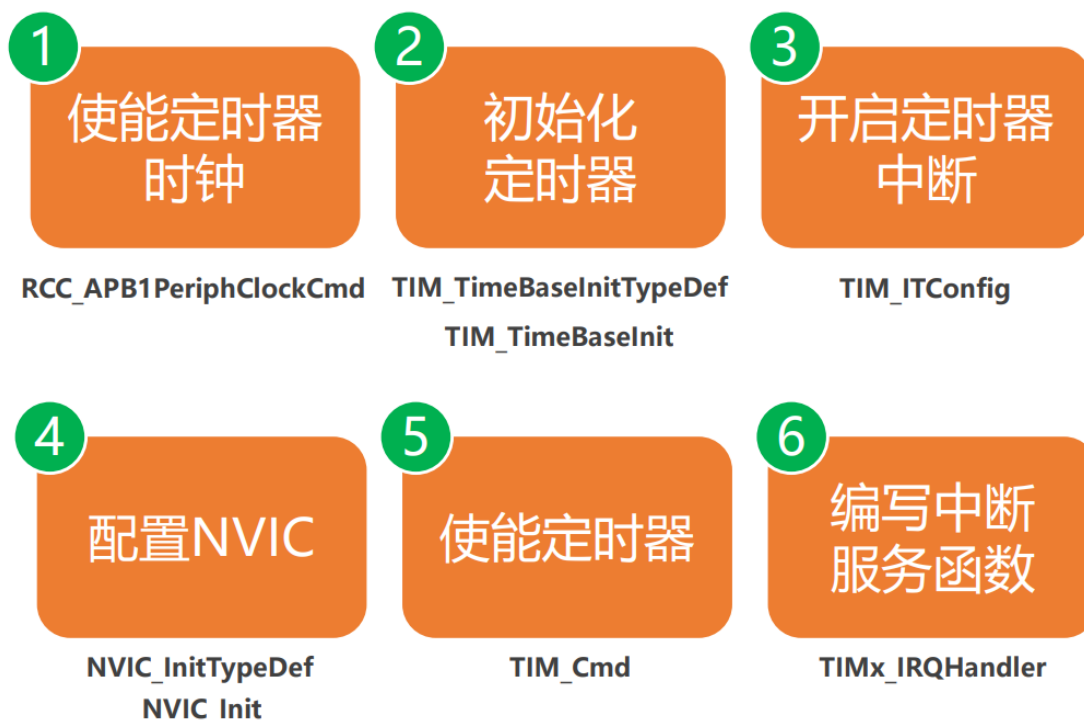 1
使能定时器
时钟
RCC_APB1PeriphClockCmd
2
初始化
定时器
TIM_TimeBaseInitTypeDef
TIM_TimeBaseInit
3
开启定时器
中断
TIM_ITConfig
4
配置NVIC
NVIC_InitTypeDef
NVIC_Init
5
使能定时器
TIM_Cmd
6
编写中断
服务函数
TIMx_IRQHandler